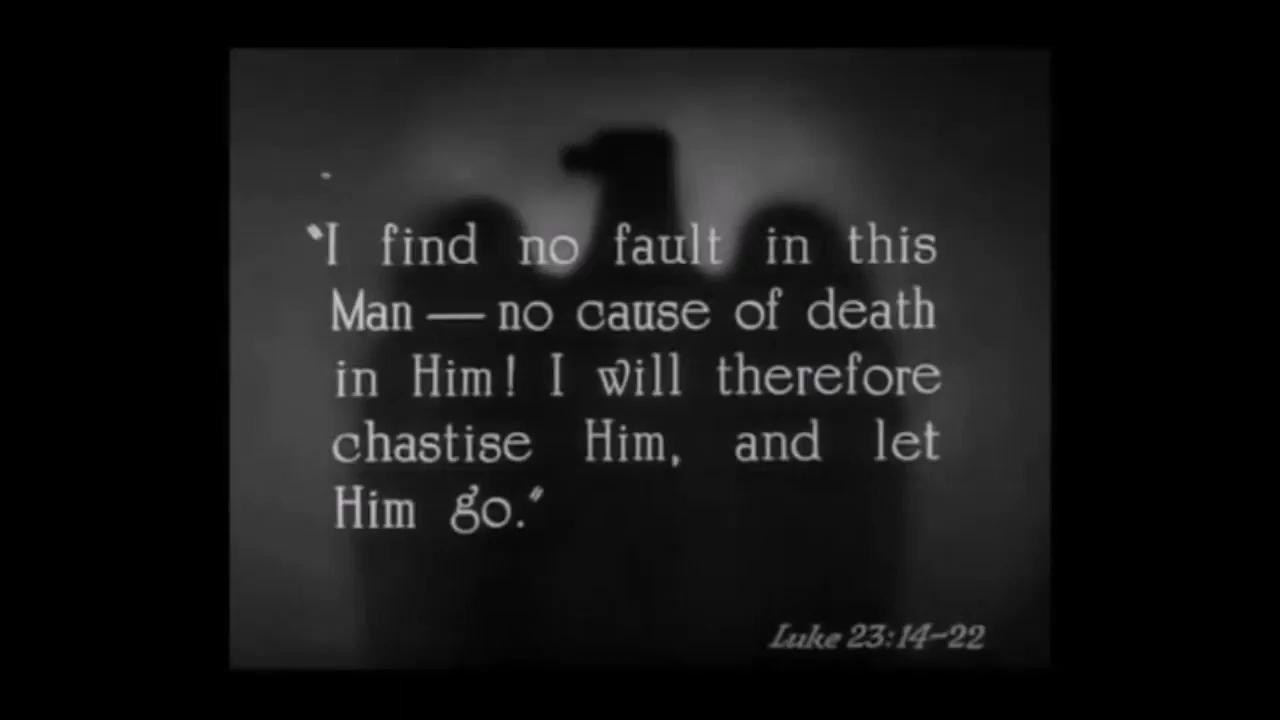 "I find no fault in this
Man — no cause of death
in Him! I will therefore
chastise Him, and let
Him go."
Luke 23:14-22